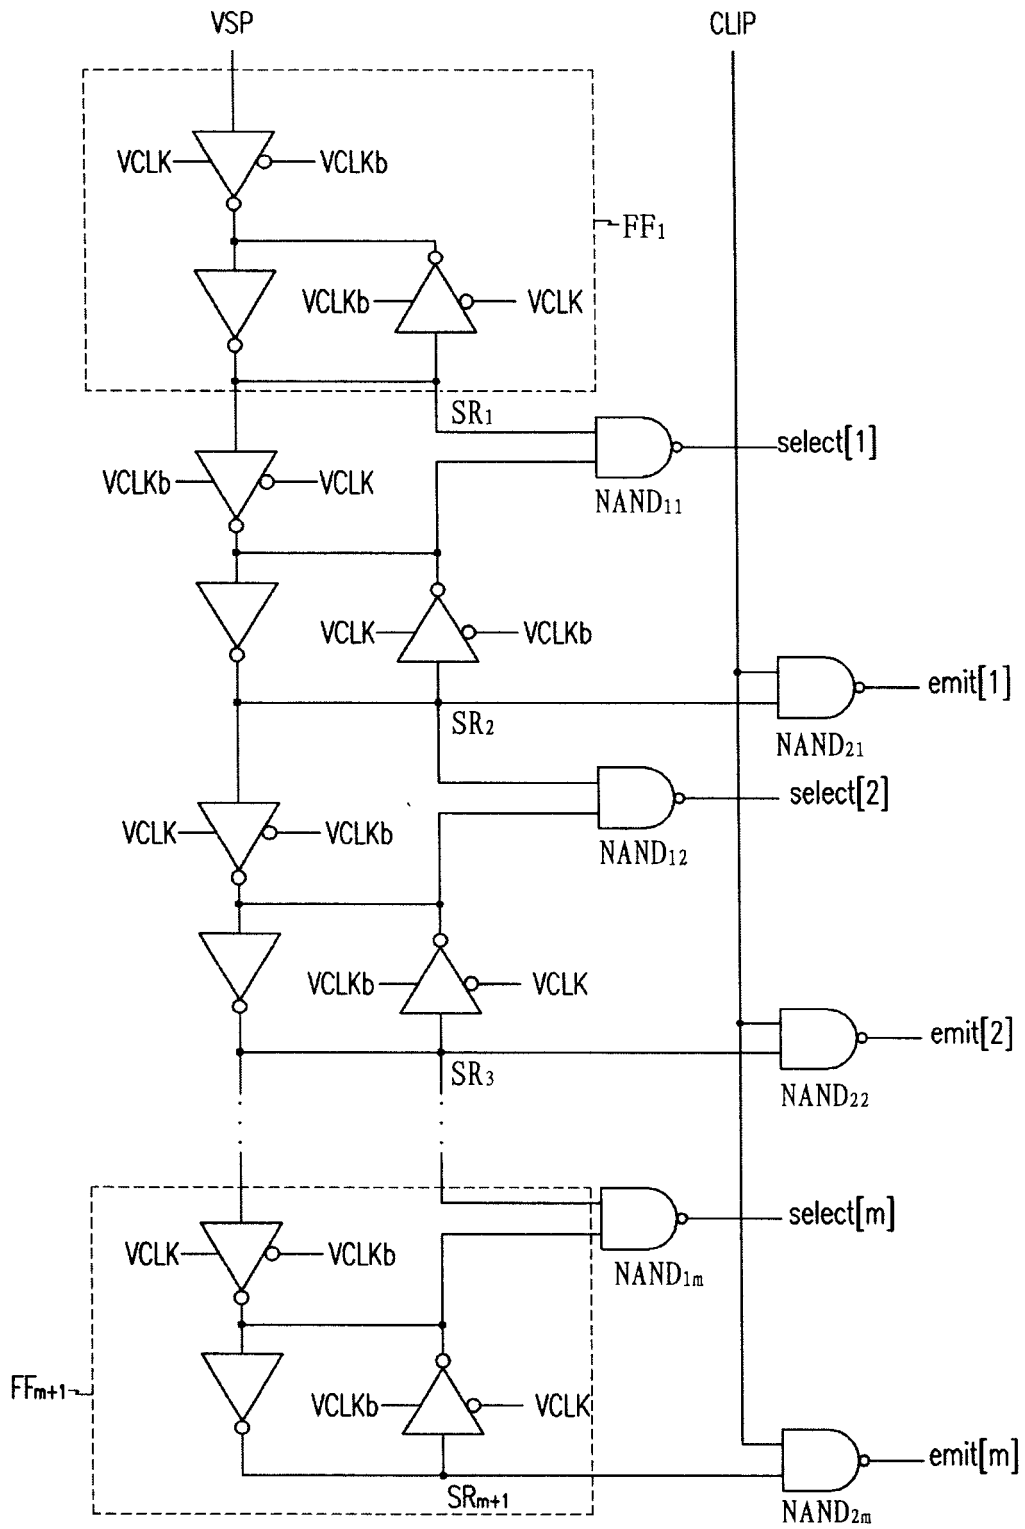 VSP CLIP
VCLK VCLKb
FF1
VCLKb VCLK
SR1
select[1]
VCLKb VCLK
NAND11
VCLK VCLKb
emit[1]
SR2
NAND21
select[2]
VCLK VCLKb
NAND12
VCLKb VCLK
emit[2]
SR3
NAND22
select[m]
VCLK VCLKb
NAND1m
FFm+1
VCLKb VCLK
emit[m]
SRm+1
NAND2m